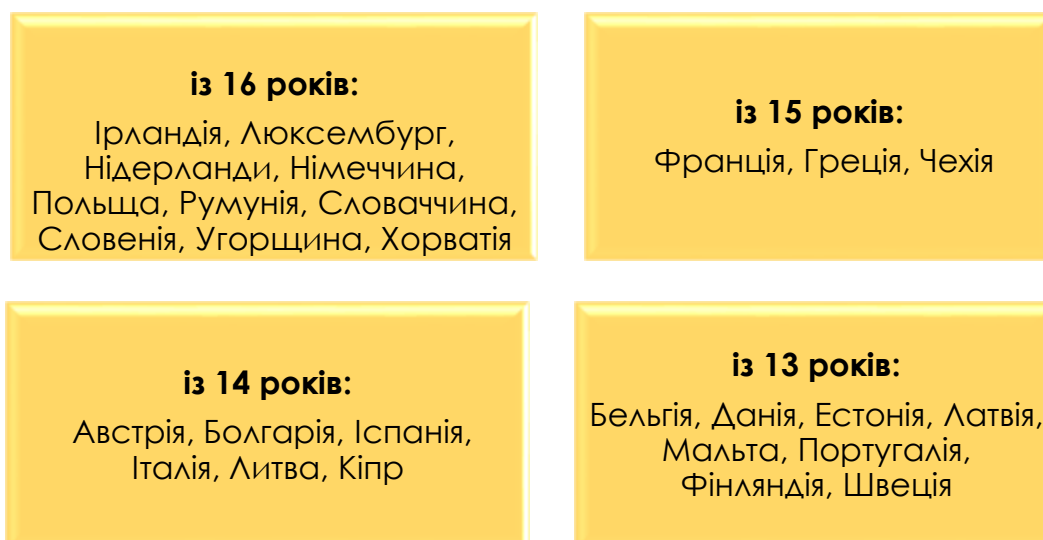 із 16 років:
Ірландія, Люксембург,
Нідерланди, Німеччина,
Польща, Румунія, Словаччина,
Словенія, Угорщина, Хорватія
із 15 років:
Франція, Греція, Чехія
із 14 років:
Австрія, Болгарія, Іспанія,
Італія, Литва, Кіпр
із 13 років:
Бельгія, Данія, Естонія, Латвія,
Мальта, Португалія,
Фінляндія, Швеція